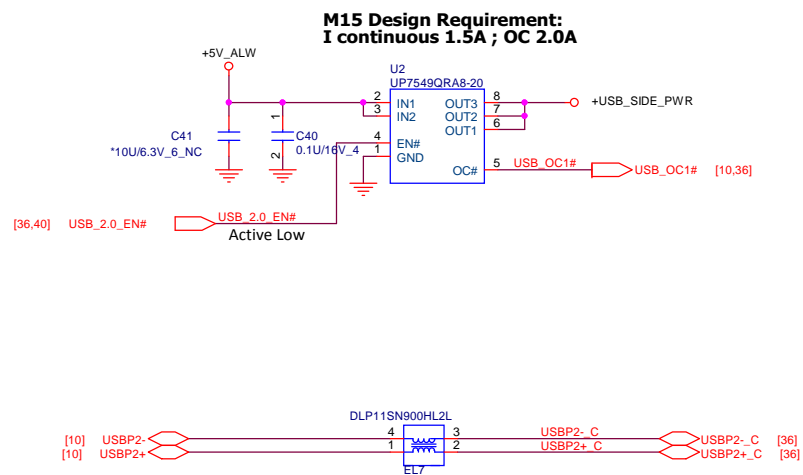 M15 Design Requirement:
I continuous 1.5A ; OC 2.0A
+5V_ALW
U2
UP7549QRA8-20
2 IN1 OUT3 8 +USB_SIDE_PWR
3 IN2 OUT2 7
OUT1 6
1
C41 C40
*10U/6.3V_6_NC 0.1U/16V_4
2
4 EN#
1 GND
OC# 5 USB_OC1# USB_OC1# [10,36]
[36,40] USB_2.0_EN# USB_2.0_EN#
Active Low
DLP11SN900HL2L
[10] USBP2- 4 3 USBP2-_C USBP2-_C [36]
[10] USBP2+ 1 2 USBP2+_C USBP2+_C [36]
EL7